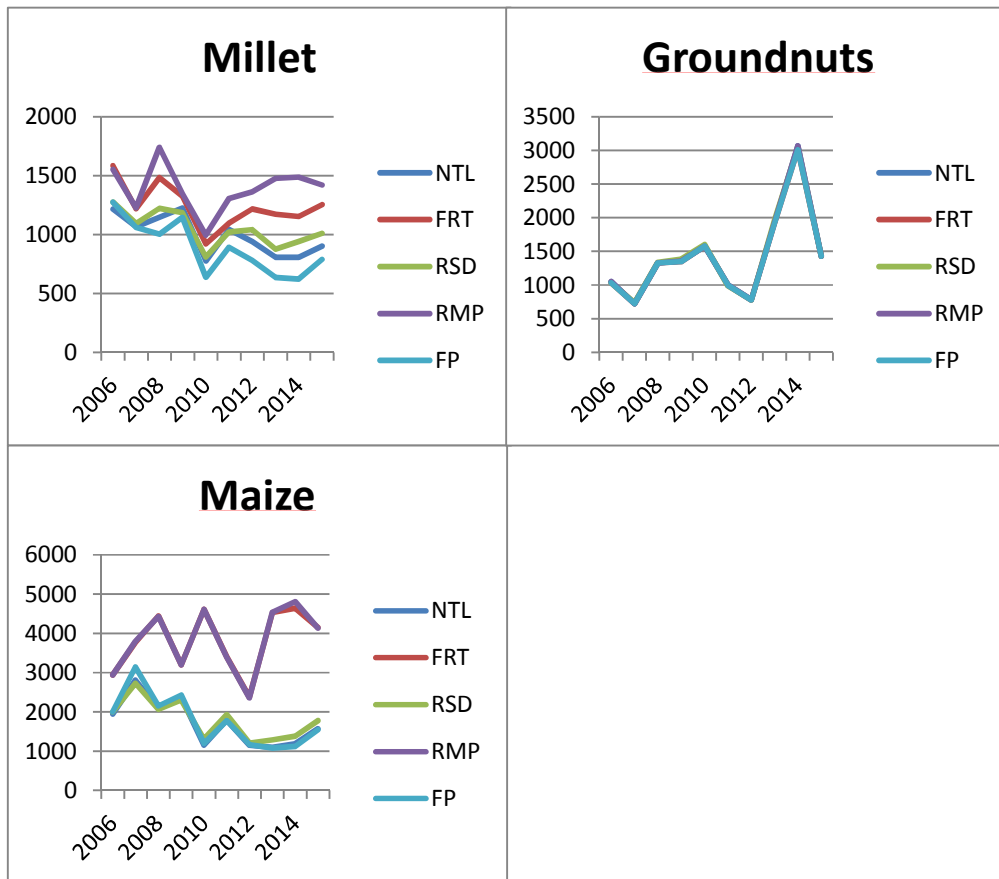 Millet
2000
1500
1000
500
0
2006
2008
2010
2012
2014
NTL
FRT
RSD
RMP
FP
Groundnuts
3500
3000
2500
2000
1500
1000
500
0
2006
2008
2010
2012
2014
NTL
FRT
RSD
RMP
FP
Maize
6000
5000
4000
3000
2000
1000
0
2006
2008
2010
2012
2014
NTL
FRT
RSD
RMP
FP